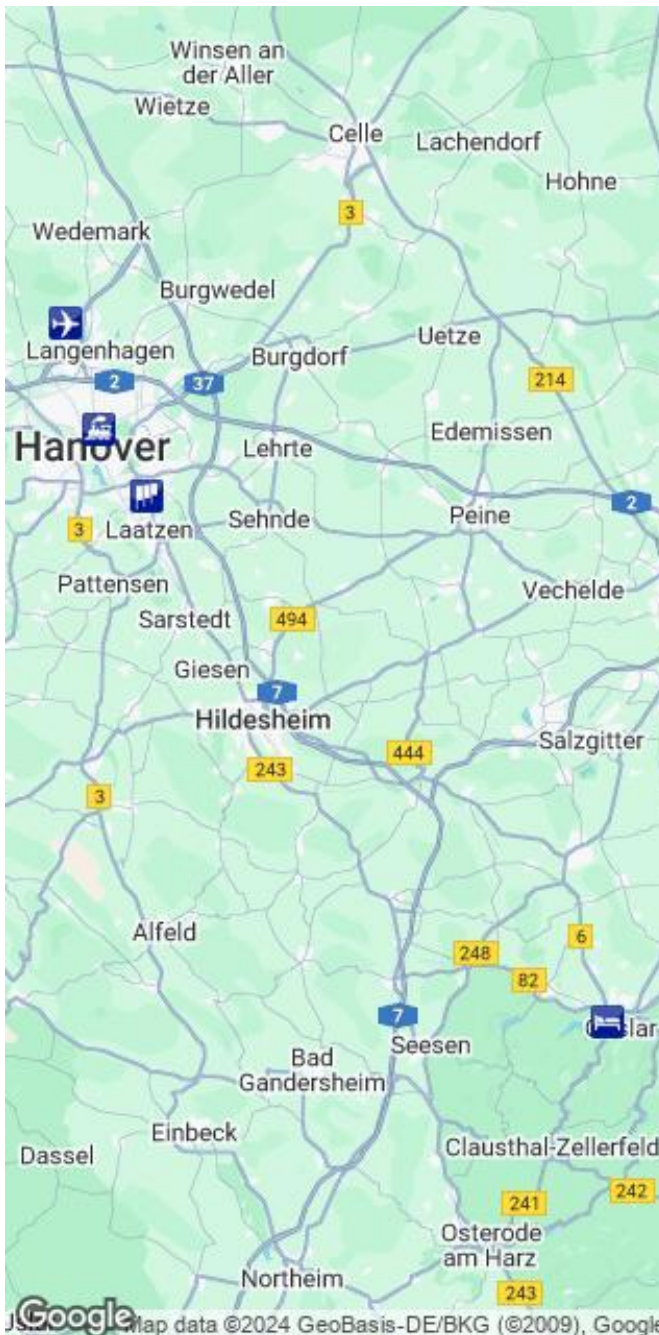 Winsen an
der Aller
Wietze
Celle
Lachendorf
Hohne
3
Wedemark
Burgwedel
Langenhagen
Burgdorf
Uetze
2
37
214
Hanover
Lehrte
Edemissen
Laatzen
3
Sehnde
Peine
2
Pattensen
Vechelde
Sarstedt
494
Giesen
7
Hildesheim
Salzgitter
243
444
3
Alfeld
248
6
82
7
Seesen
Bad
Gandersheim
Einbeck
Clausthal-Zellerfeld
Dassel
241
242
Osterode
am Harz
Northeim
243
Google
Map data ©2024 GeoBasis-DE/BKG (©2009), Google